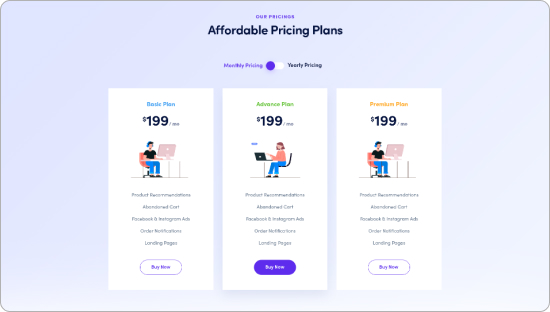 OUR PRICINGS
Affordable Pricing Plans
Monthly Pricing Yearly Pricing
Basic Plan
$199/ mo
Product Recommendations
Abandoned Cart
Facebook & Instagram Ads
Order Notifications
Landing Pages
Buy Now
Advance Plan
$199/ mo
Product Recommendations
Abandoned Cart
Facebook & Instagram Ads
Order Notifications
Landing Pages
Buy Now
Premium Plan
$199/ mo
Product Recommendations
Abandoned Cart
Facebook & Instagram Ads
Order Notifications
Landing Pages
Buy Now